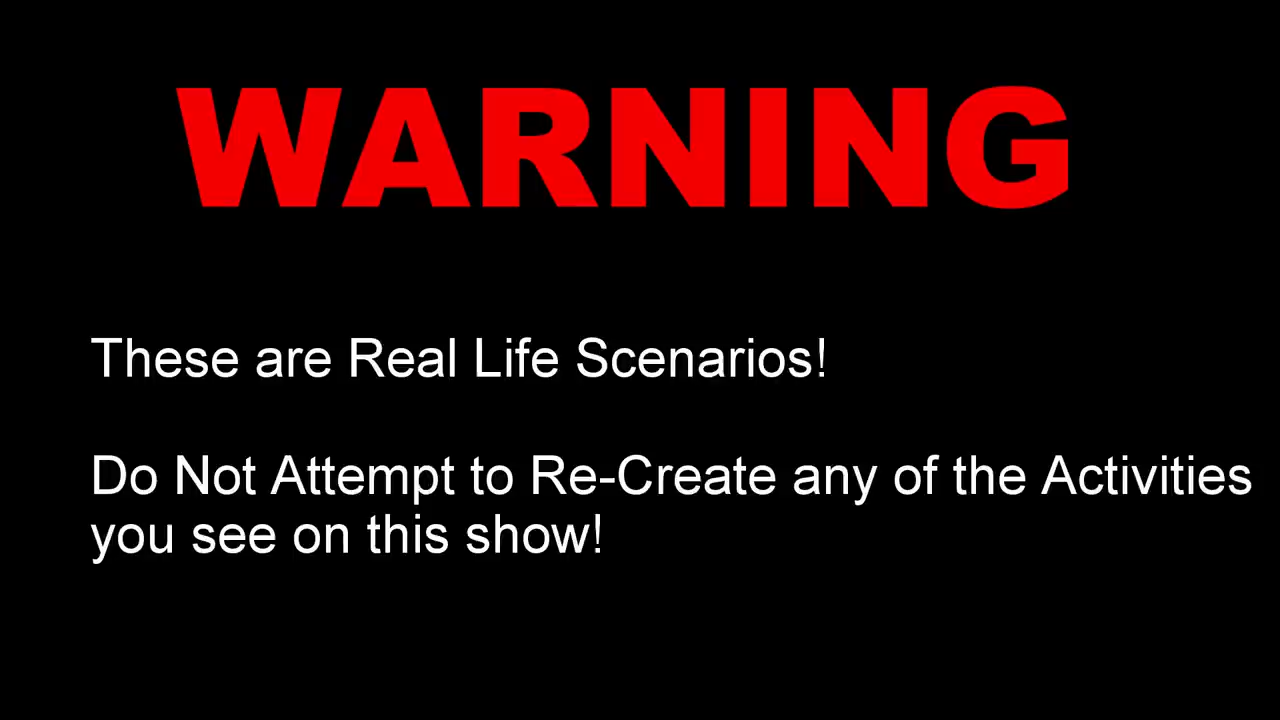 WARNING
These are Real Life Scenarios!
Do Not Attempt to Re-Create any of the Activities
you see on this show!